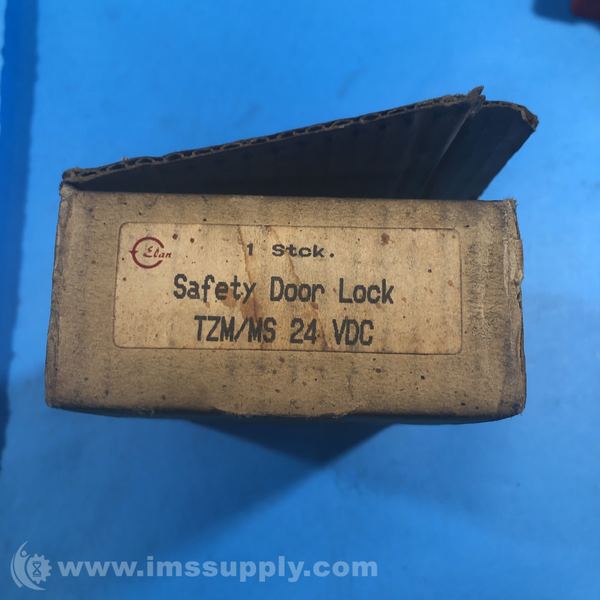 Elan
1 Stck.
Safety Door Lock
TZM/MS 24 VDC
www.imssupply.com